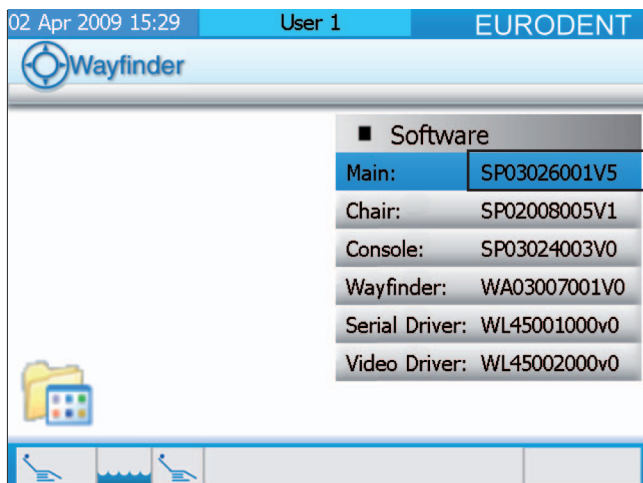 02 Apr 2009 15:29 User 1 EURODENT
Wayfinder
Software
Main: SP03026001V5
Chair: SP02008005V1
Console: SP03024003V0
Wayfinder: WA03007001V0
Serial Driver: WL45001000v0
Video Driver: WL45002000v0